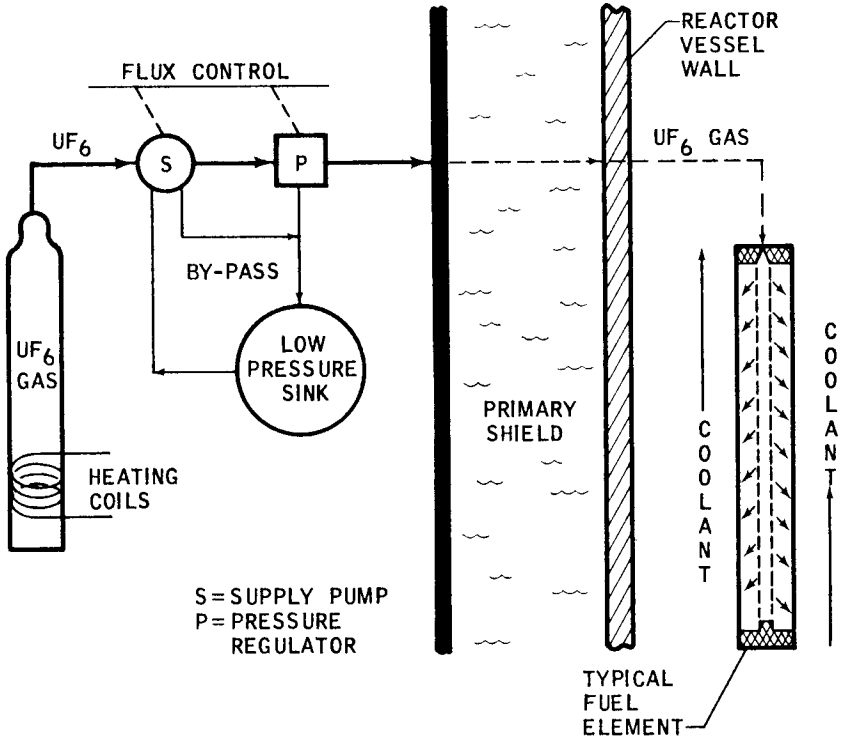 FLUX CONTROL
UF6
S
P
BY-PASS
UF6
GAS
LOW
PRESSURE
SINK
HEATING
COILS
S = SUPPLY PUMP
P = PRESSURE
REGULATOR
PRIMARY
SHIELD
REACTOR
VESSEL
WALL
UF6 GAS
COOLANT
COOLANT
TYPICAL
FUEL
ELEMENT